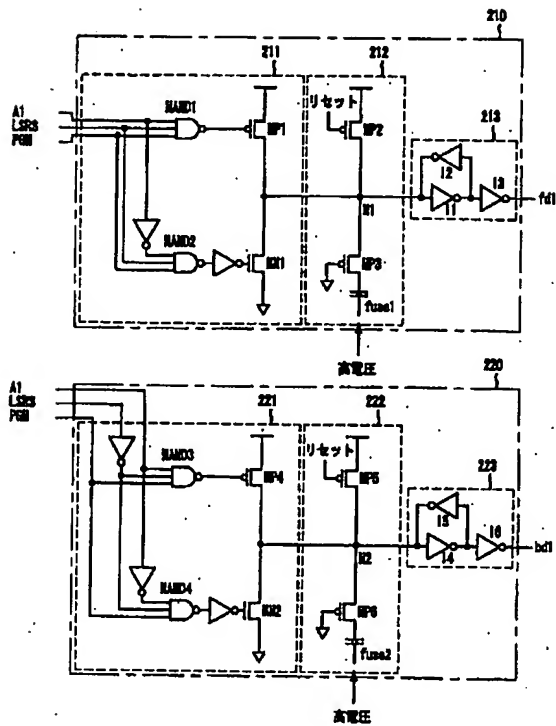 210
211
212
A1
LSRS
PGM
NAND1
MP1
リセット
MP2
213
I2
I1
I3
fd1
N1
NAND2
MN1
MP3
fuse1
高電圧
220
A1
LSRS
PGM
221
222
NAND3
MP4
リセット
MP5
223
I5
I4
I6
bd1
N2
NAND4
MN2
MP6
fuse2
高電圧